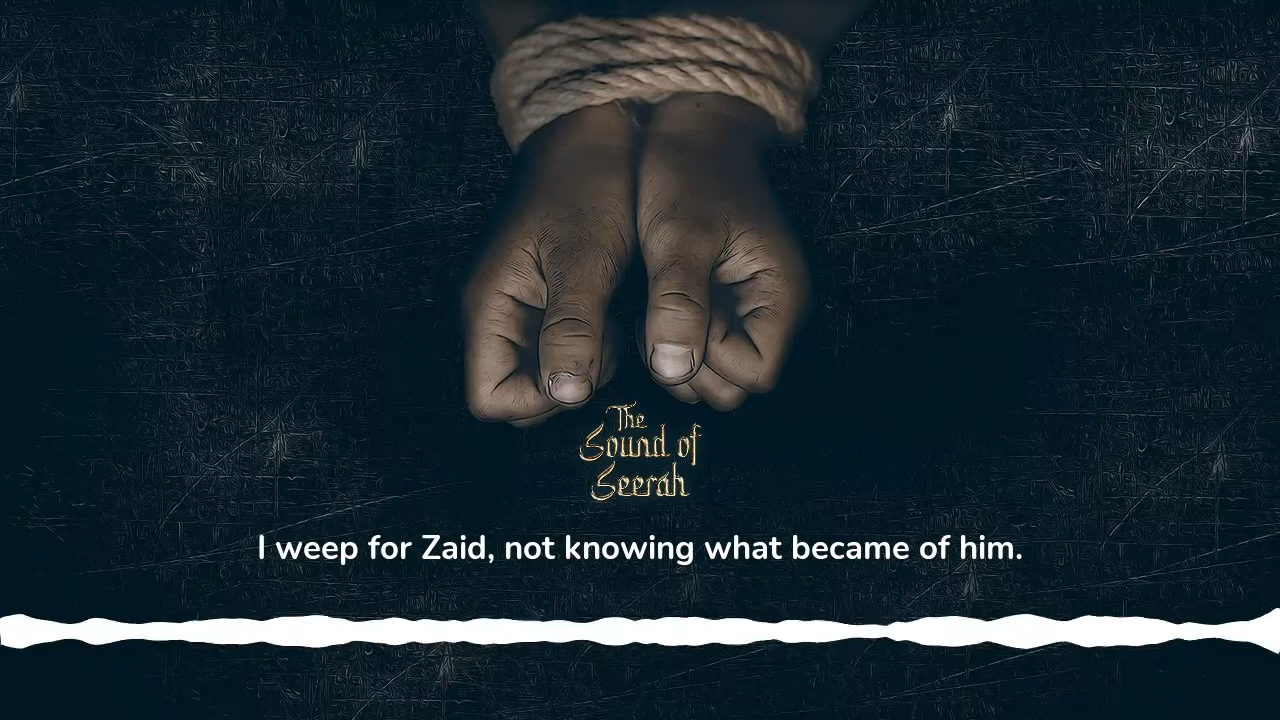 The
Sound of
Seerah
I weep for Zaid, not knowing what became of him.